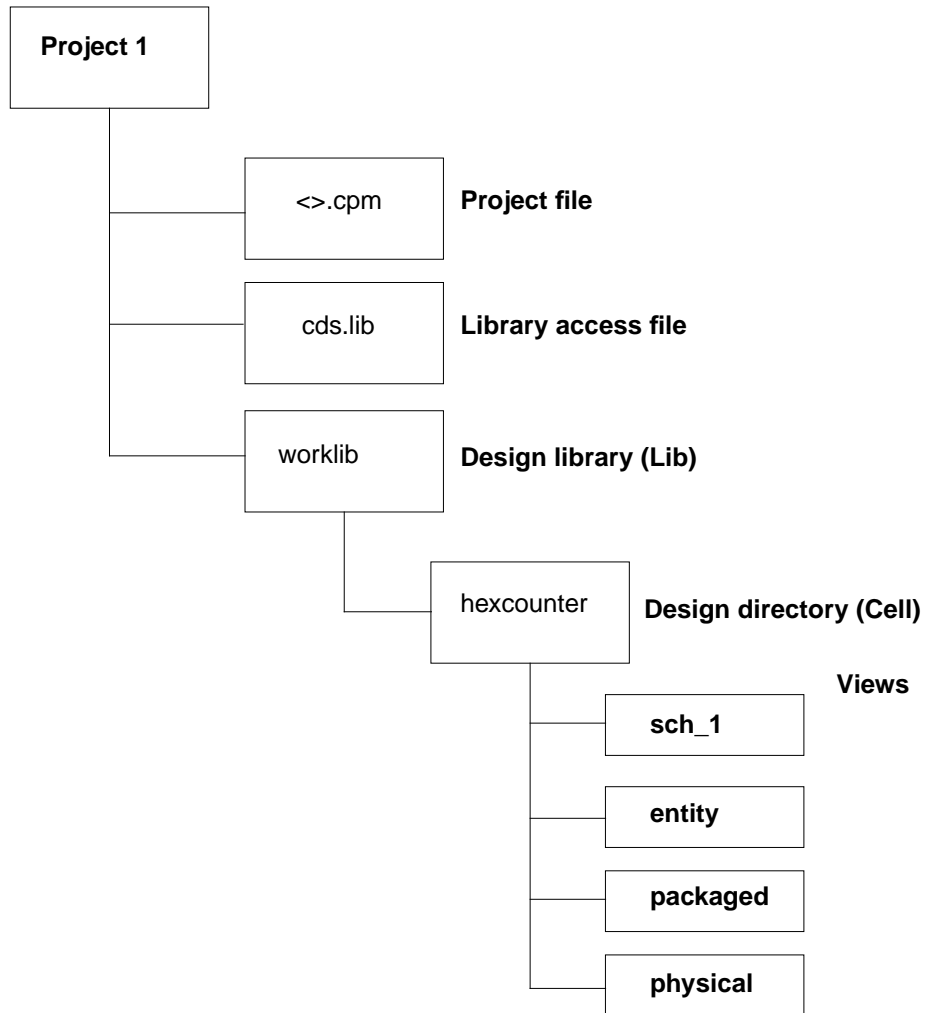 Project 1
<>.cpm
Project file
cds.lib
Library access file
worklib
Design library (Lib)
hexcounter
Design directory (Cell)
Views
sch_1
entity
packaged
physical